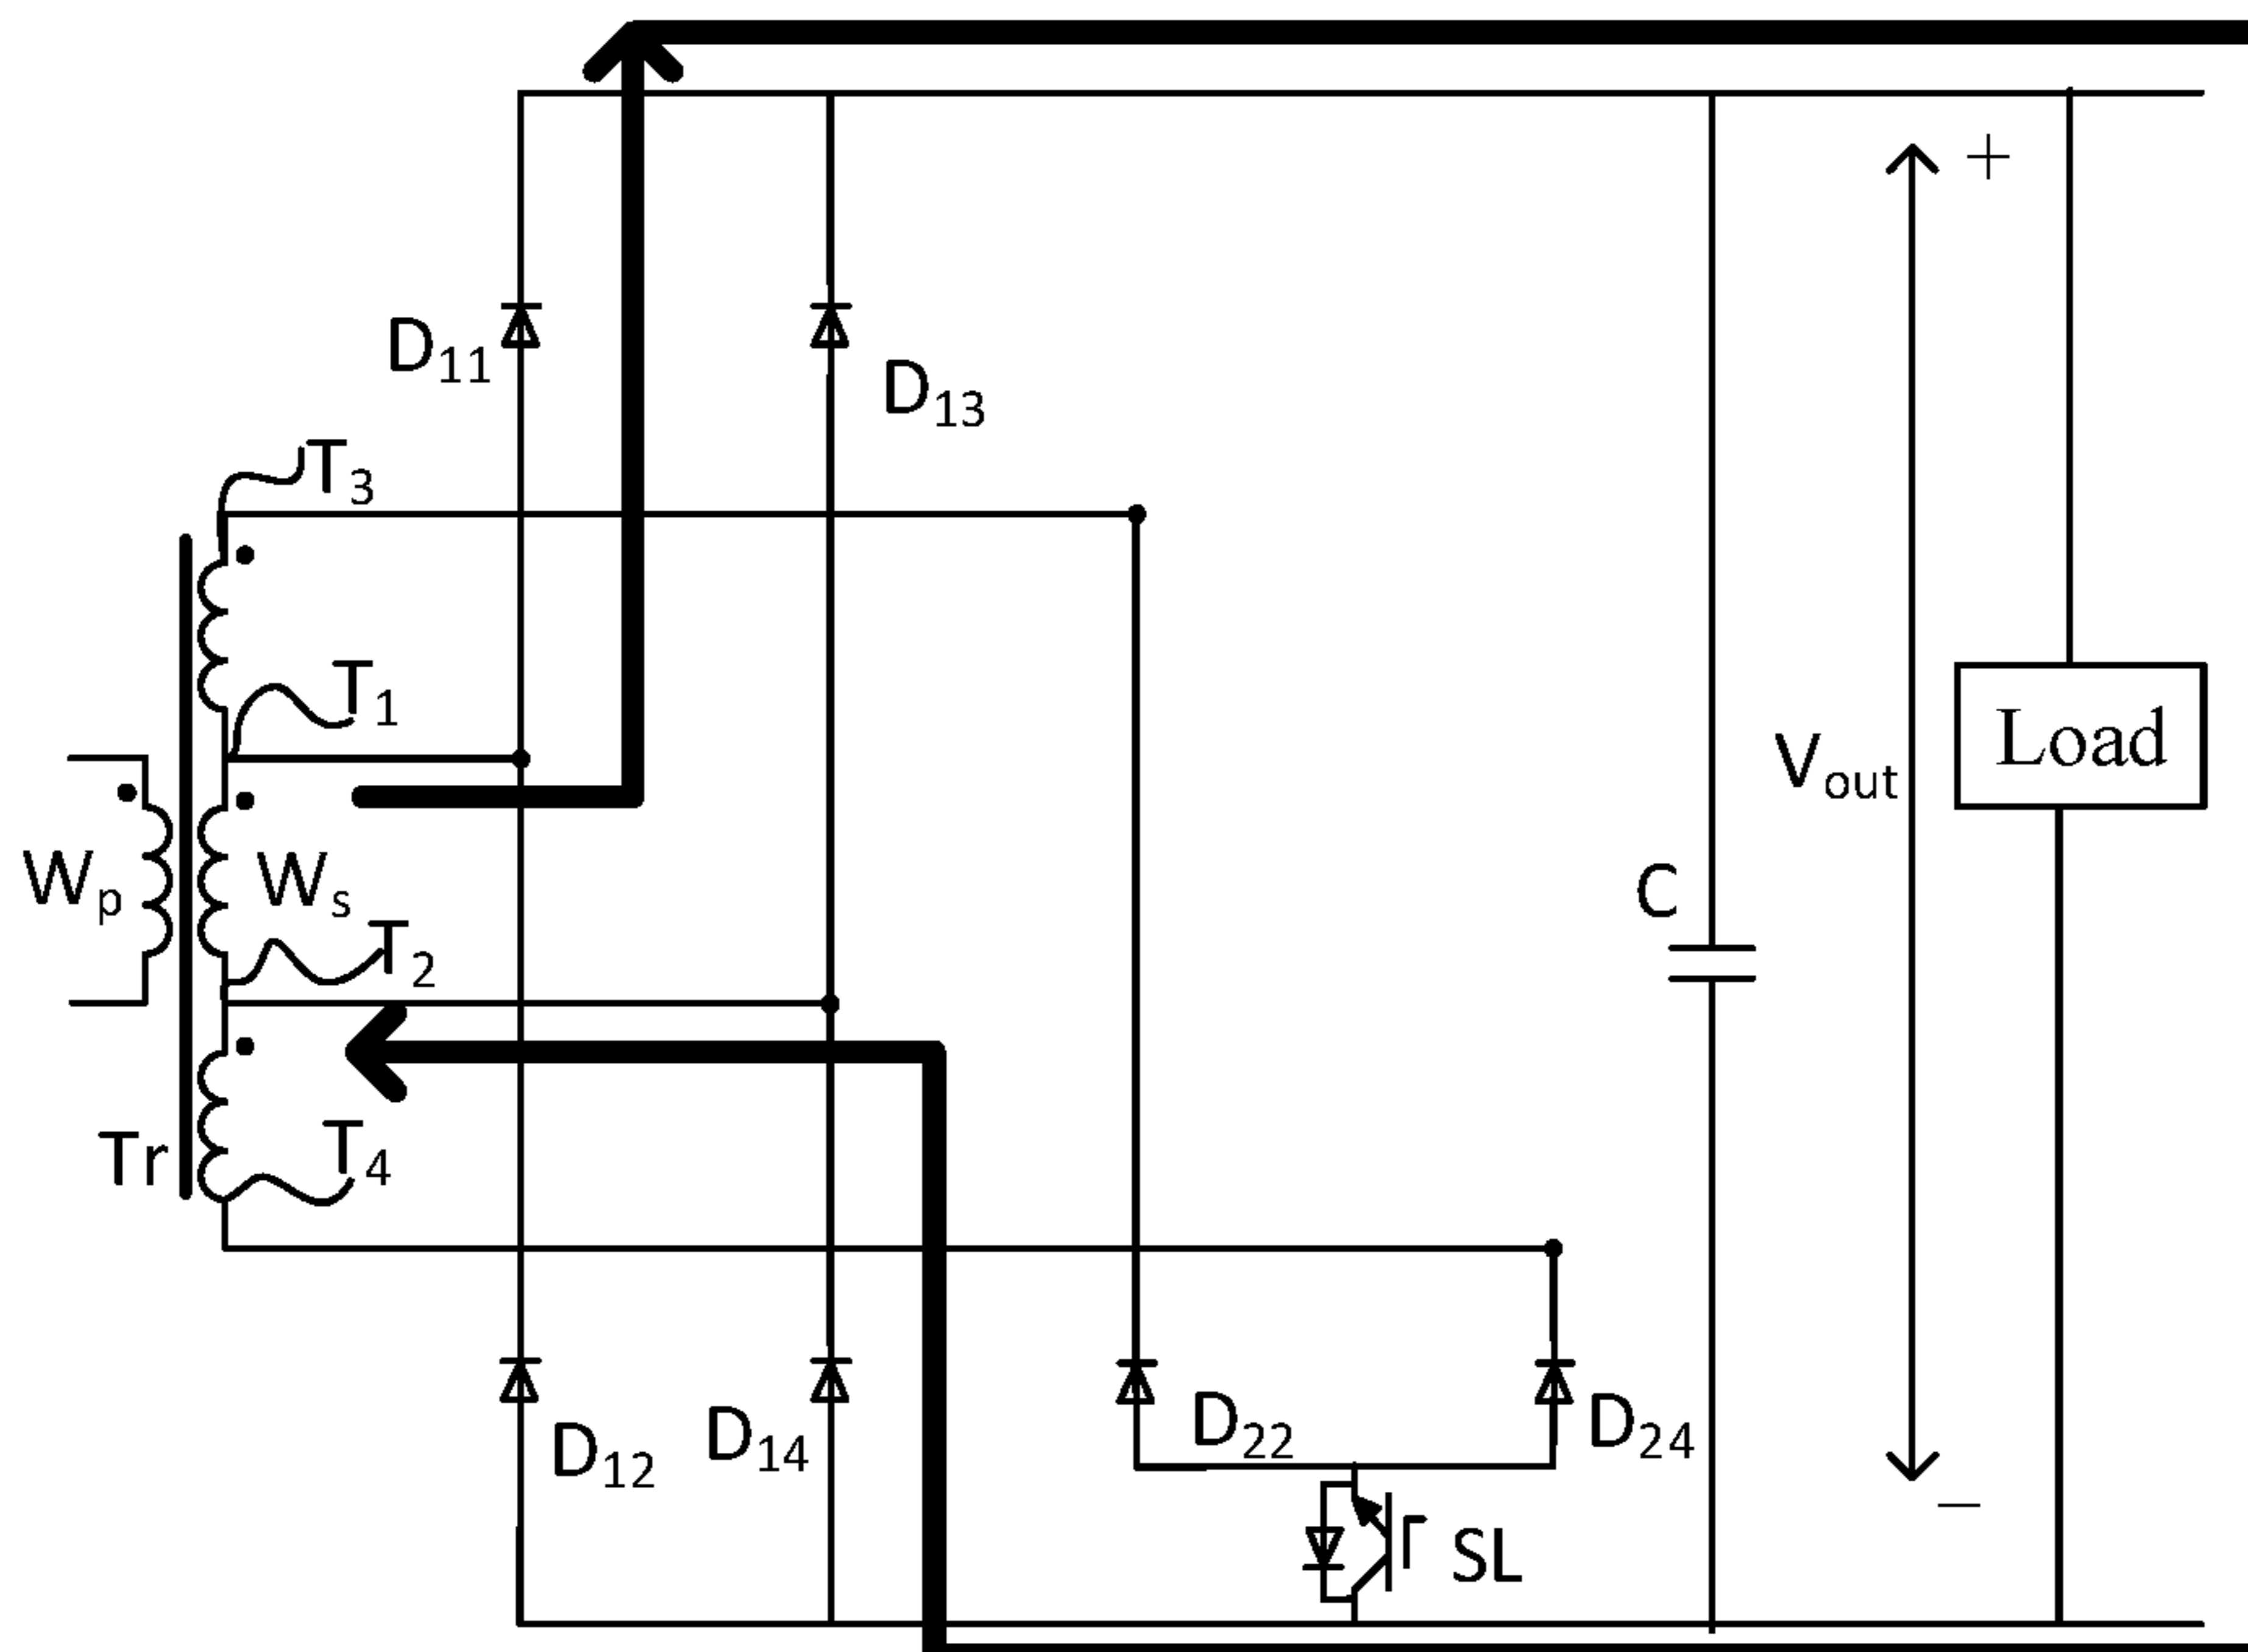 +
D₁₁
D₁₃
T₃
T₁
Load
Vₒᵤₜ
Wₚ
Wₛ
C
T₂
Tr
T₄
D₁₂
D₁₄
D₂₂
D₂₄
−
SL